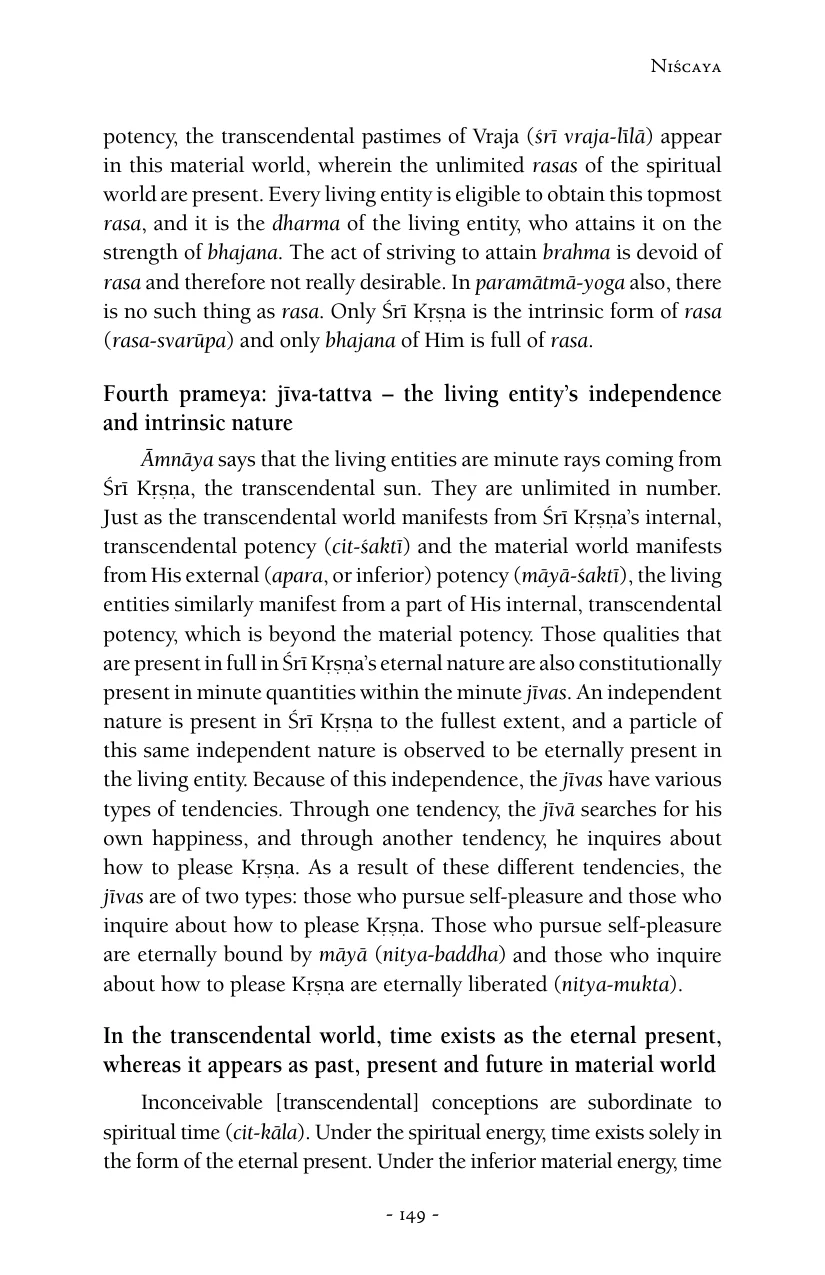 Niścaya
potency, the transcendental pastimes of Vraja (śrī vraja-līlā) appear
in this material world, wherein the unlimited rasas of the spiritual
world are present. Every living entity is eligible to obtain this topmost
rasa, and it is the dharma of the living entity, who attains it on the
strength of bhajana. The act of striving to attain brahma is devoid of
rasa and therefore not really desirable. In paramātmā-yoga also, there
is no such thing as rasa. Only Śrī Kṛṣṇa is the intrinsic form of rasa
(rasa-svarūpa) and only bhajana of Him is full of rasa.
Fourth prameya: jīva-tattva – the living entity’s independence
and intrinsic nature
Āmnāya says that the living entities are minute rays coming from
Śrī Kṛṣṇa, the transcendental sun. They are unlimited in number.
Just as the transcendental world manifests from Śrī Kṛṣṇa’s internal,
transcendental potency (cit-śaktī) and the material world manifests
from His external (apara, or inferior) potency (māyā-śaktī), the living
entities similarly manifest from a part of His internal, transcendental
potency, which is beyond the material potency. Those qualities that
are present in full in Śrī Kṛṣṇa’s eternal nature are also constitutionally
present in minute quantities within the minute jīvas. An independent
nature is present in Śrī Kṛṣṇa to the fullest extent, and a particle of
this same independent nature is observed to be eternally present in
the living entity. Because of this independence, the jīvas have various
types of tendencies. Through one tendency, the jīvā searches for his
own happiness, and through another tendency, he inquires about
how to please Kṛṣṇa. As a result of these different tendencies, the
jīvas are of two types: those who pursue self-pleasure and those who
inquire about how to please Kṛṣṇa. Those who pursue self-pleasure
are eternally bound by māyā (nitya-baddha) and those who inquire
about how to please Kṛṣṇa are eternally liberated (nitya-mukta).
In the transcendental world, time exists as the eternal present,
whereas it appears as past, present and future in material world
Inconceivable [transcendental] conceptions are subordinate to
spiritual time (cit-kāla). Under the spiritual energy, time exists solely in
the form of the eternal present. Under the inferior material energy, time
- 149 -